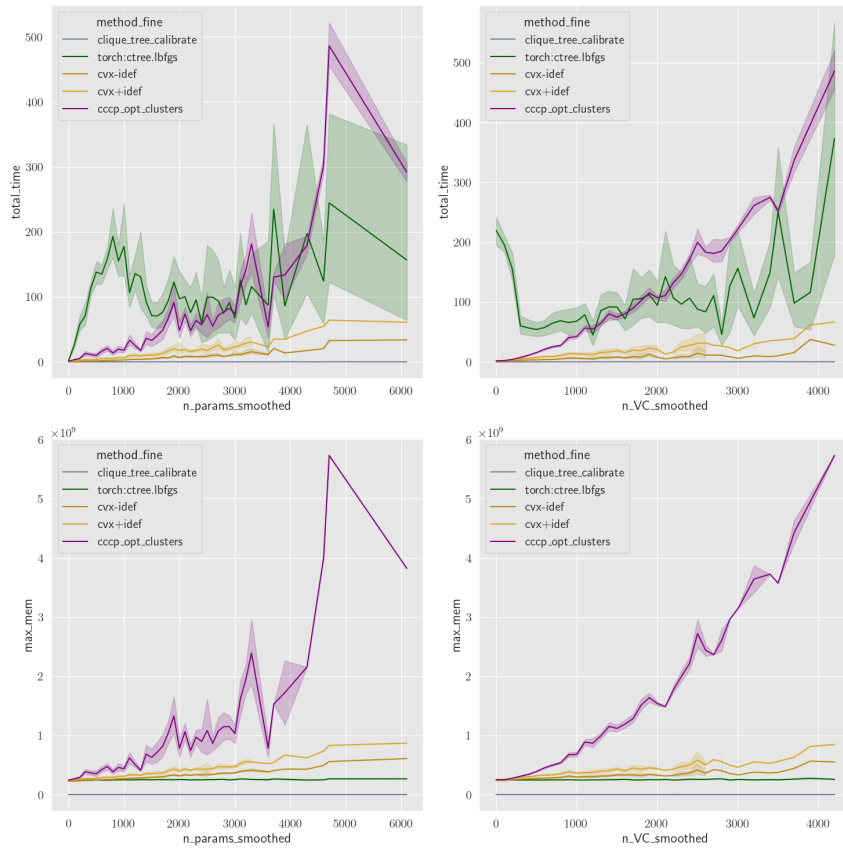 method_fine
clique_tree_calibrate
torch:ctree.lbfgs
cvx-idef
cvx+idef
cccp_opt_clusters
500
400
300
200
100
0
total_time
0 1000 2000 3000 4000 5000 6000
n_params_smoothed
method_fine
clique_tree_calibrate
torch:ctree.lbfgs
cvx-idef
cvx+idef
cccp_opt_clusters
500
400
300
200
100
0
total_time
0 1000 2000 3000 4000
n_VC_smoothed
×10⁹
method_fine
clique_tree_calibrate
torch:ctree.lbfgs
cvx-idef
cvx+idef
cccp_opt_clusters
6
5
4
3
2
1
0
max_mem
0 1000 2000 3000 4000 5000 6000
n_params_smoothed
×10⁹
method_fine
clique_tree_calibrate
torch:ctree.lbfgs
cvx-idef
cvx+idef
cccp_opt_clusters
6
5
4
3
2
1
0
max_mem
0 1000 2000 3000 4000
n_VC_smoothed